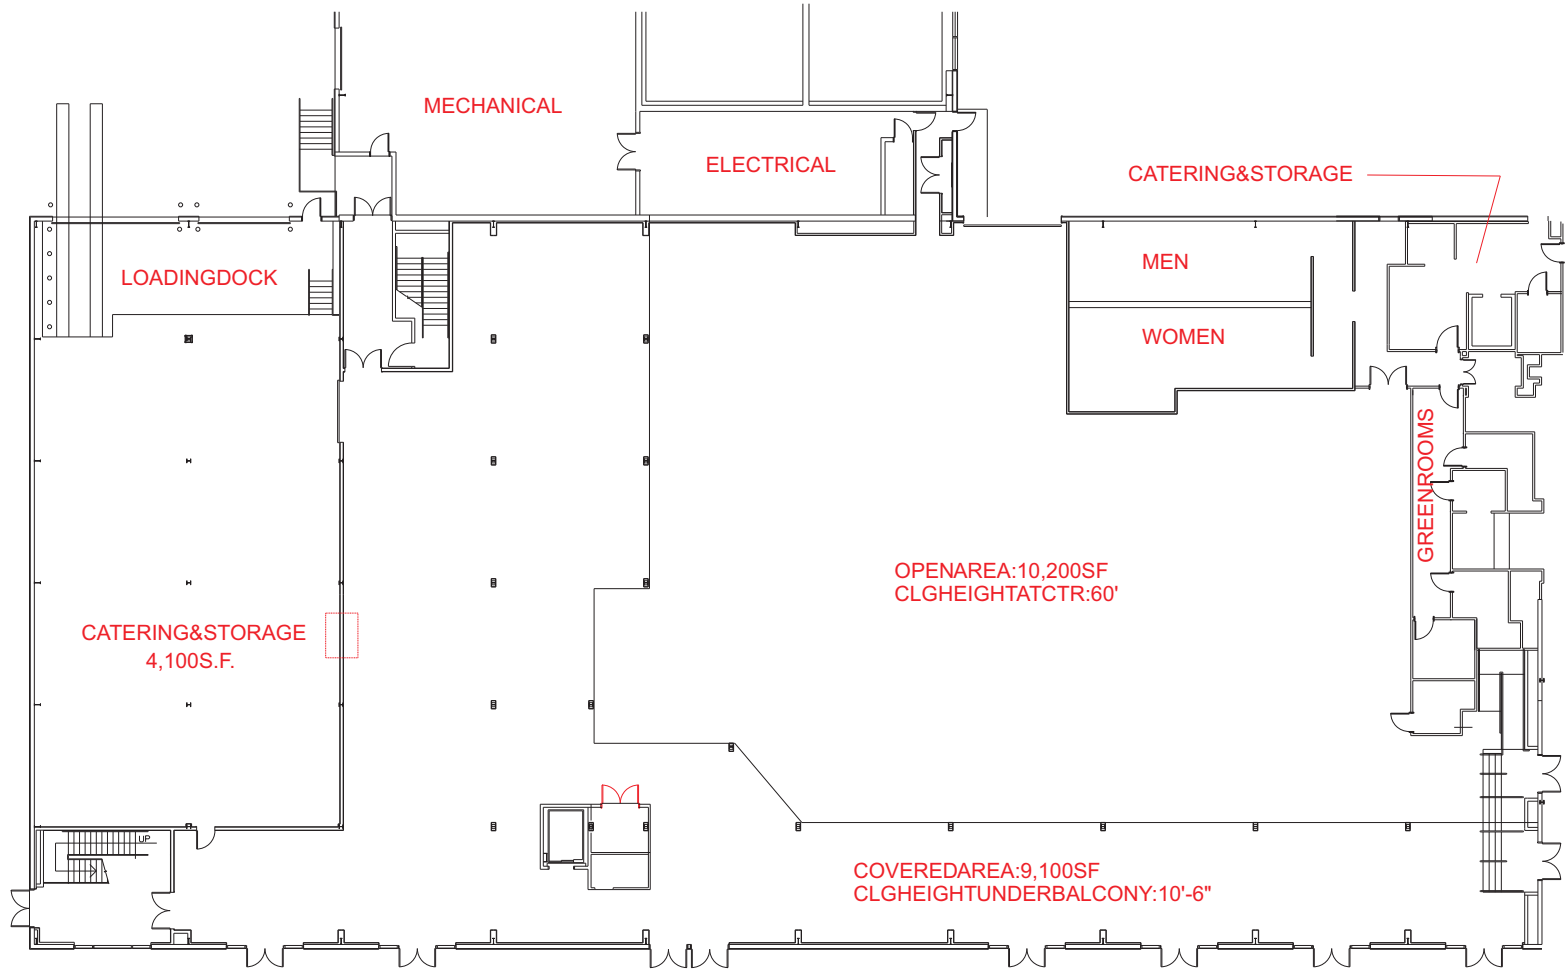 MECHANICAL
ELECTRICAL
CATERING&STORAGE
MEN
LOADINGDOCK
WOMEN
GREENROOMS
OPENAREA:10,200SF
CLGHEIGHTATCTR:60'
CATERING&STORAGE
4,100S.F.
UP
COVEREDAREA:9,100SF
CLGHEIGHTUNDERBALCONY:10'-6"